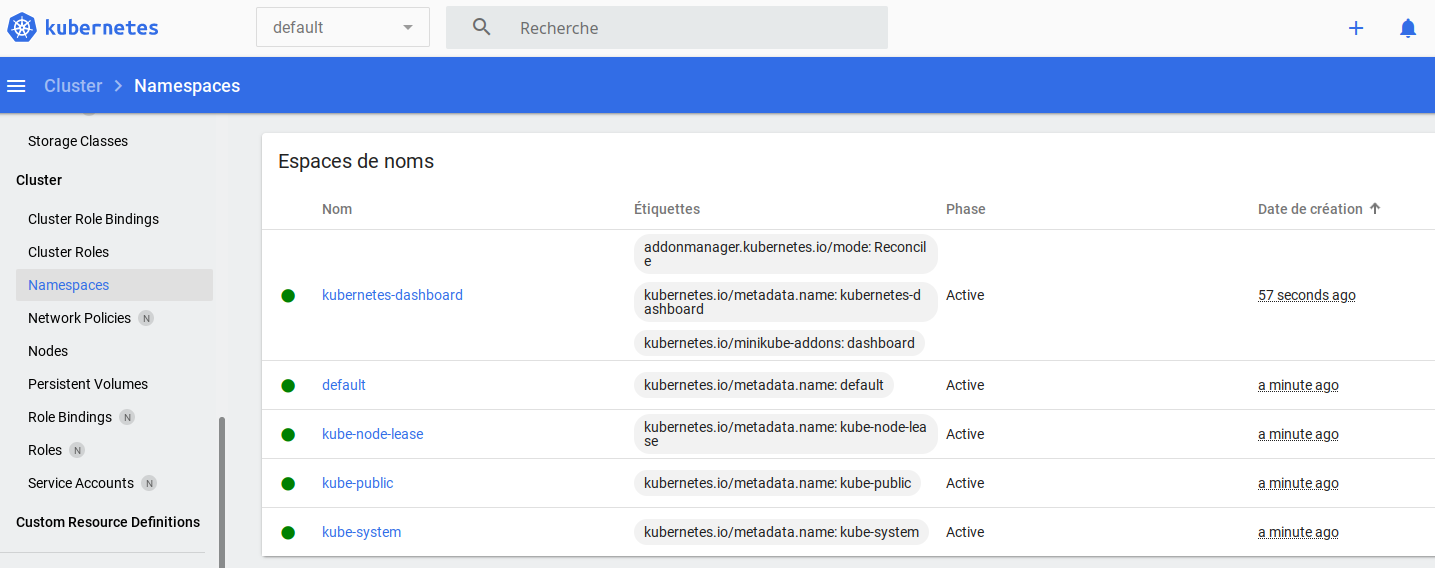 kubernetes
default
Recherche
Cluster
Namespaces
Storage Classes
Cluster
Cluster Role Bindings
Cluster Roles
Namespaces
Network Policies N
Nodes
Persistent Volumes
Role Bindings N
Roles N
Service Accounts N
Custom Resource Definitions
Espaces de noms
Nom Étiquettes Phase Date de création
addonmanager.kubernetes.io/mode: Reconcil
e
kubernetes-dashboard
kubernetes.io/metadata.name: kubernetes-d
ashboard
Active
57 seconds ago
kubernetes.io/minikube-addons: dashboard
default kubernetes.io/metadata.name: default Active a minute ago
kube-node-lease
kubernetes.io/metadata.name: kube-node-lea
se
Active
a minute ago
kube-public kubernetes.io/metadata.name: kube-public Active a minute ago
kube-system kubernetes.io/metadata.name: kube-system Active a minute ago